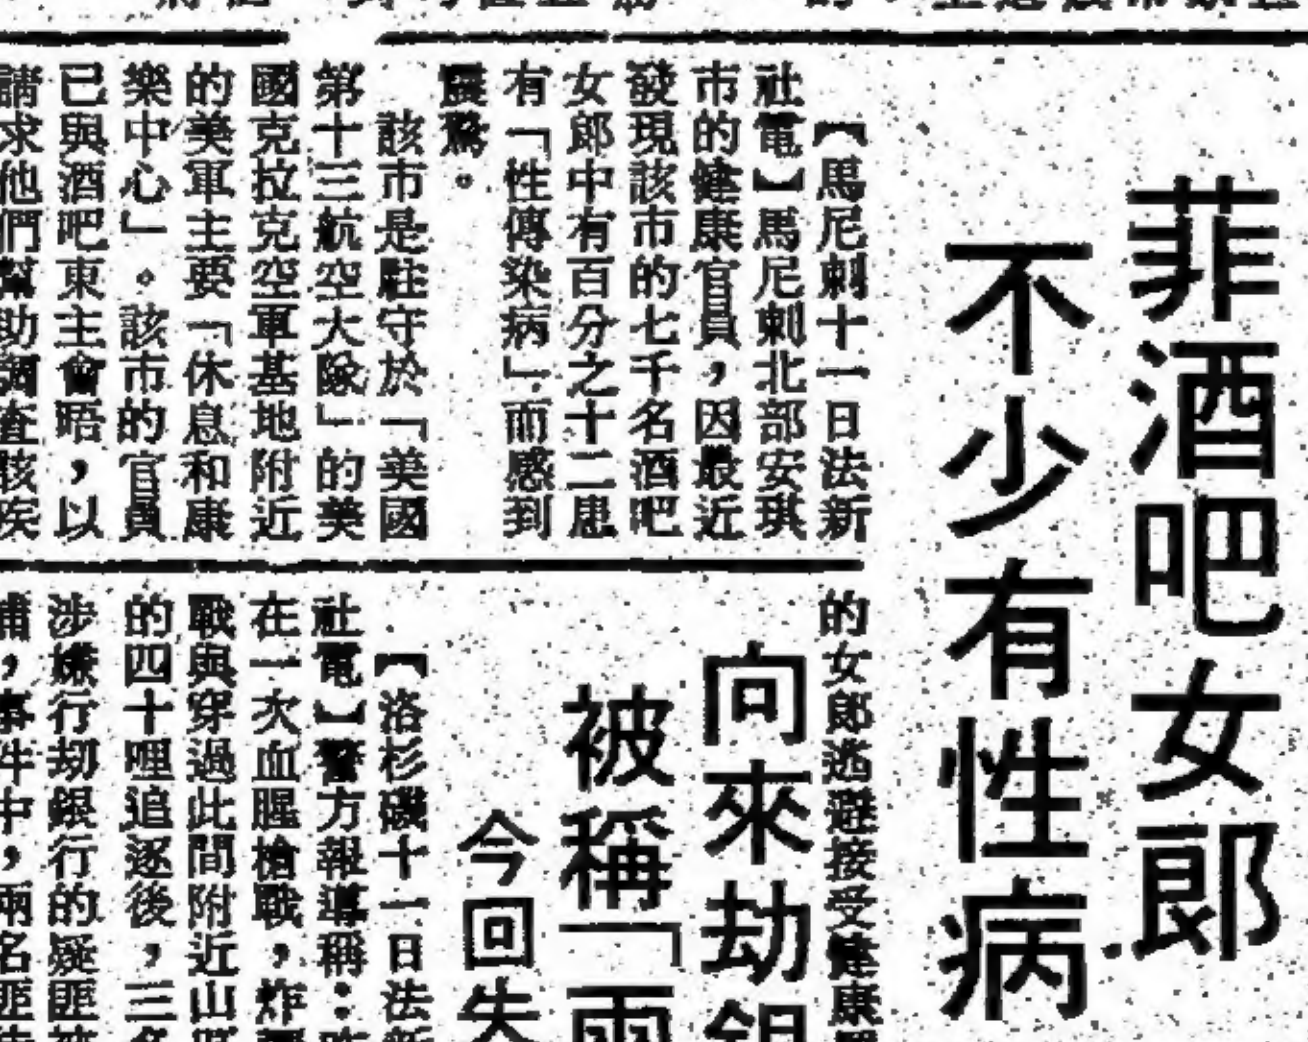 菲酒吧女郎
不少有性病
【馬尼剌十一日法新
社電】馬尼剌北部安琪
市的健康官員，因最近
發現該市的七千名酒吧
女郎中有百分之十二患
有「性傳染病」而感到
震驚。
該市是駐守於「美國
第十三航空大隊」的美
國克拉克空軍基地附近
的美軍主要「休息和康
樂中心」。該市的官員
已與酒吧東主會晤，以
請求他們幫助調查該疾
的女郎逃避接受健康
向來劫銀
被稱「兩
今回失
【洛杉磯十一日法新
社電】警方報導稱：昨
在一次血腥槍戰，炸彈
戰與穿過此間附近山
的四十哩追逐後，三名
涉嫌行劫銀行的疑匪被
捕，事件中，兩名匪徒